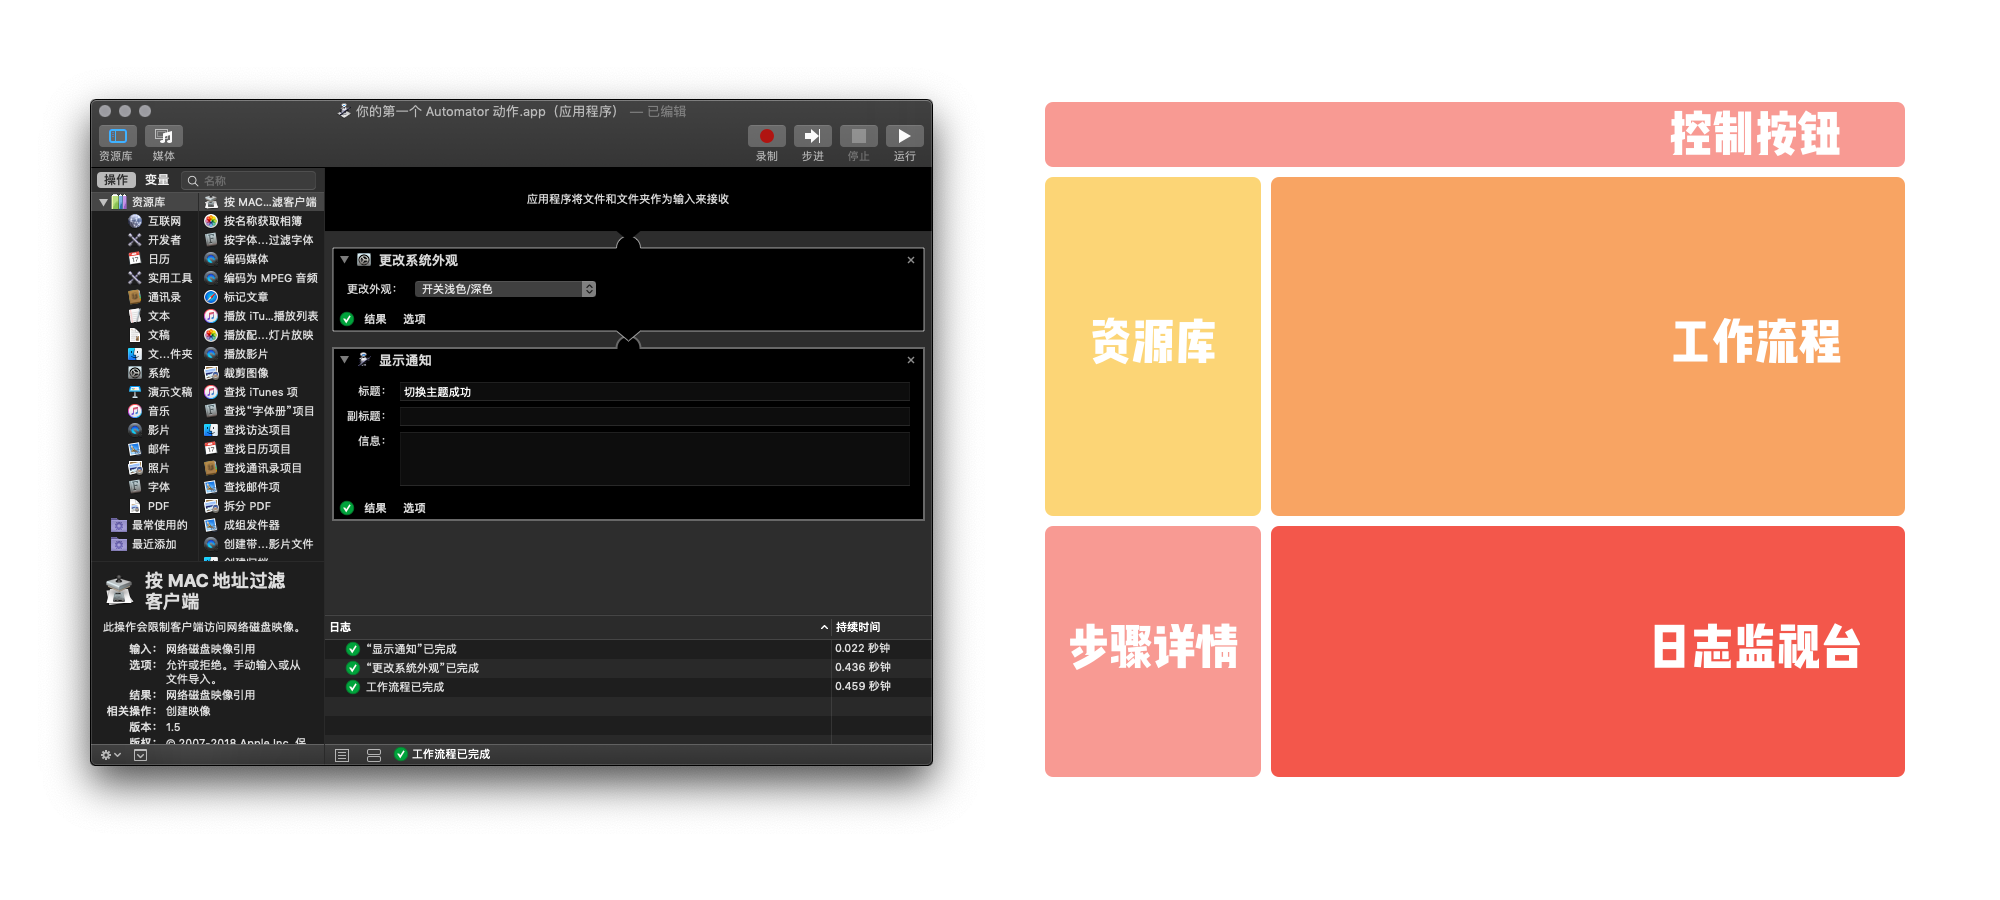 你的第一个 Automator 动作.app（应用程序） — 已编辑
资源库 媒体 录制 步进 停止 运行
操作 变量 名称
资源库
互联网
开发者
日历
实用工具
通讯录
文本
文稿
文...件夹
系统
演示文稿
音乐
影片
邮件
照片
字体
PDF
最常使用的
最近添加
按 MAC...滤客户端
按名称获取相簿
按字体...过滤字体
编码媒体
编码为 MPEG 音频
标记文章
播放 iTu...播放列表
播放配...灯片放映
播放影片
裁剪图像
查找 iTunes 项
查找“字体册”项目
查找访达项目
查找日历项目
查找通讯录项目
查找邮件项
拆分 PDF
成组发件器
创建带...影片文件
按 MAC 地址过滤
客户端
此操作会限制客户端访问网络磁盘映像。
输入： 网络磁盘映像引用
选项： 允许或拒绝。手动输入或从
文件导入。
结果： 网络磁盘映像引用
相关操作： 创建映像
版本： 1.5
版权： © 2007-2018 Apple Inc. 保
应用程序将文件和文件夹作为输入来接收
更改系统外观
更改外观： 开关浅色/深色
结果 选项
显示通知
标题： 切换主题成功
副标题：
信息：
结果 选项
日志 持续时间
“显示通知”已完成 0.022 秒钟
“更改系统外观”已完成 0.436 秒钟
工作流程已完成 0.459 秒钟
工作流程已完成
控制按钮
资源库
工作流程
步骤详情
日志监视台